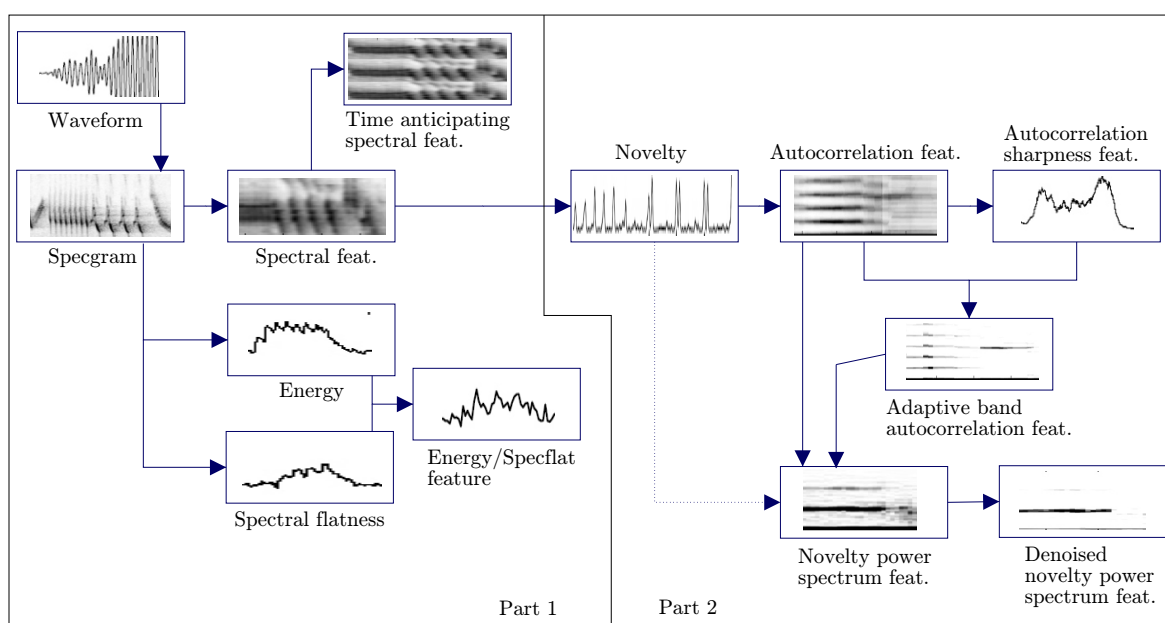 Waveform
Time anticipating
spectral feat.
Specgram
Spectral feat.
Energy
Energy/Specflat
feature
Spectral flatness
Part 1
Novelty
Autocorrelation feat.
Autocorrelation
sharpness feat.
Adaptive band
autocorrelation feat.
Novelty power
spectrum feat.
Denoised
novelty power
spectrum feat.
Part 2